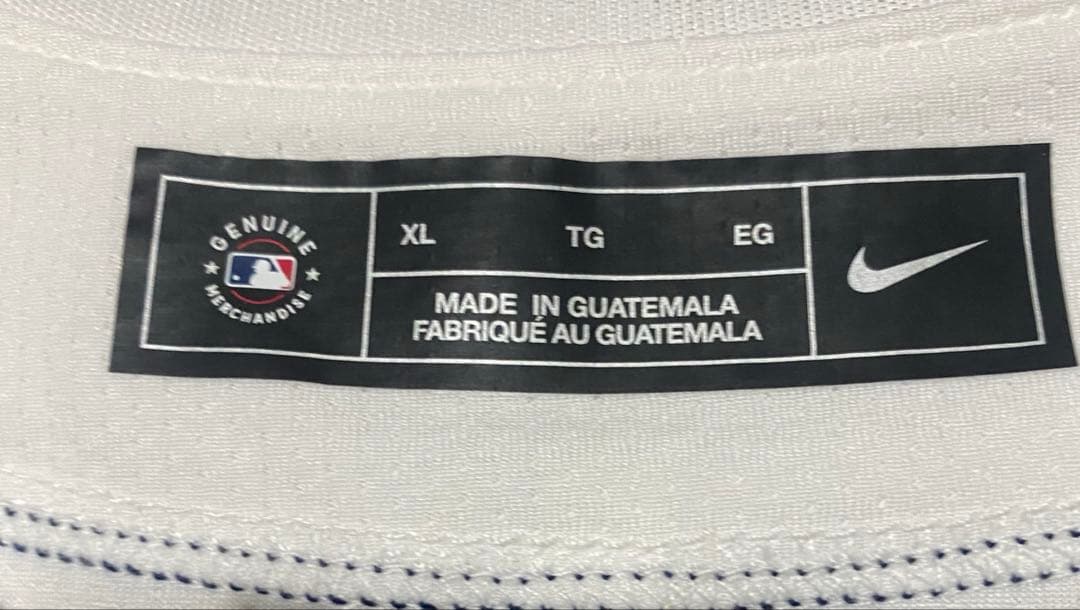 GENUINE
MERCHANDISE
XL TG EG
MADE IN GUATEMALA
FABRIQUÉ AU GUATEMALA